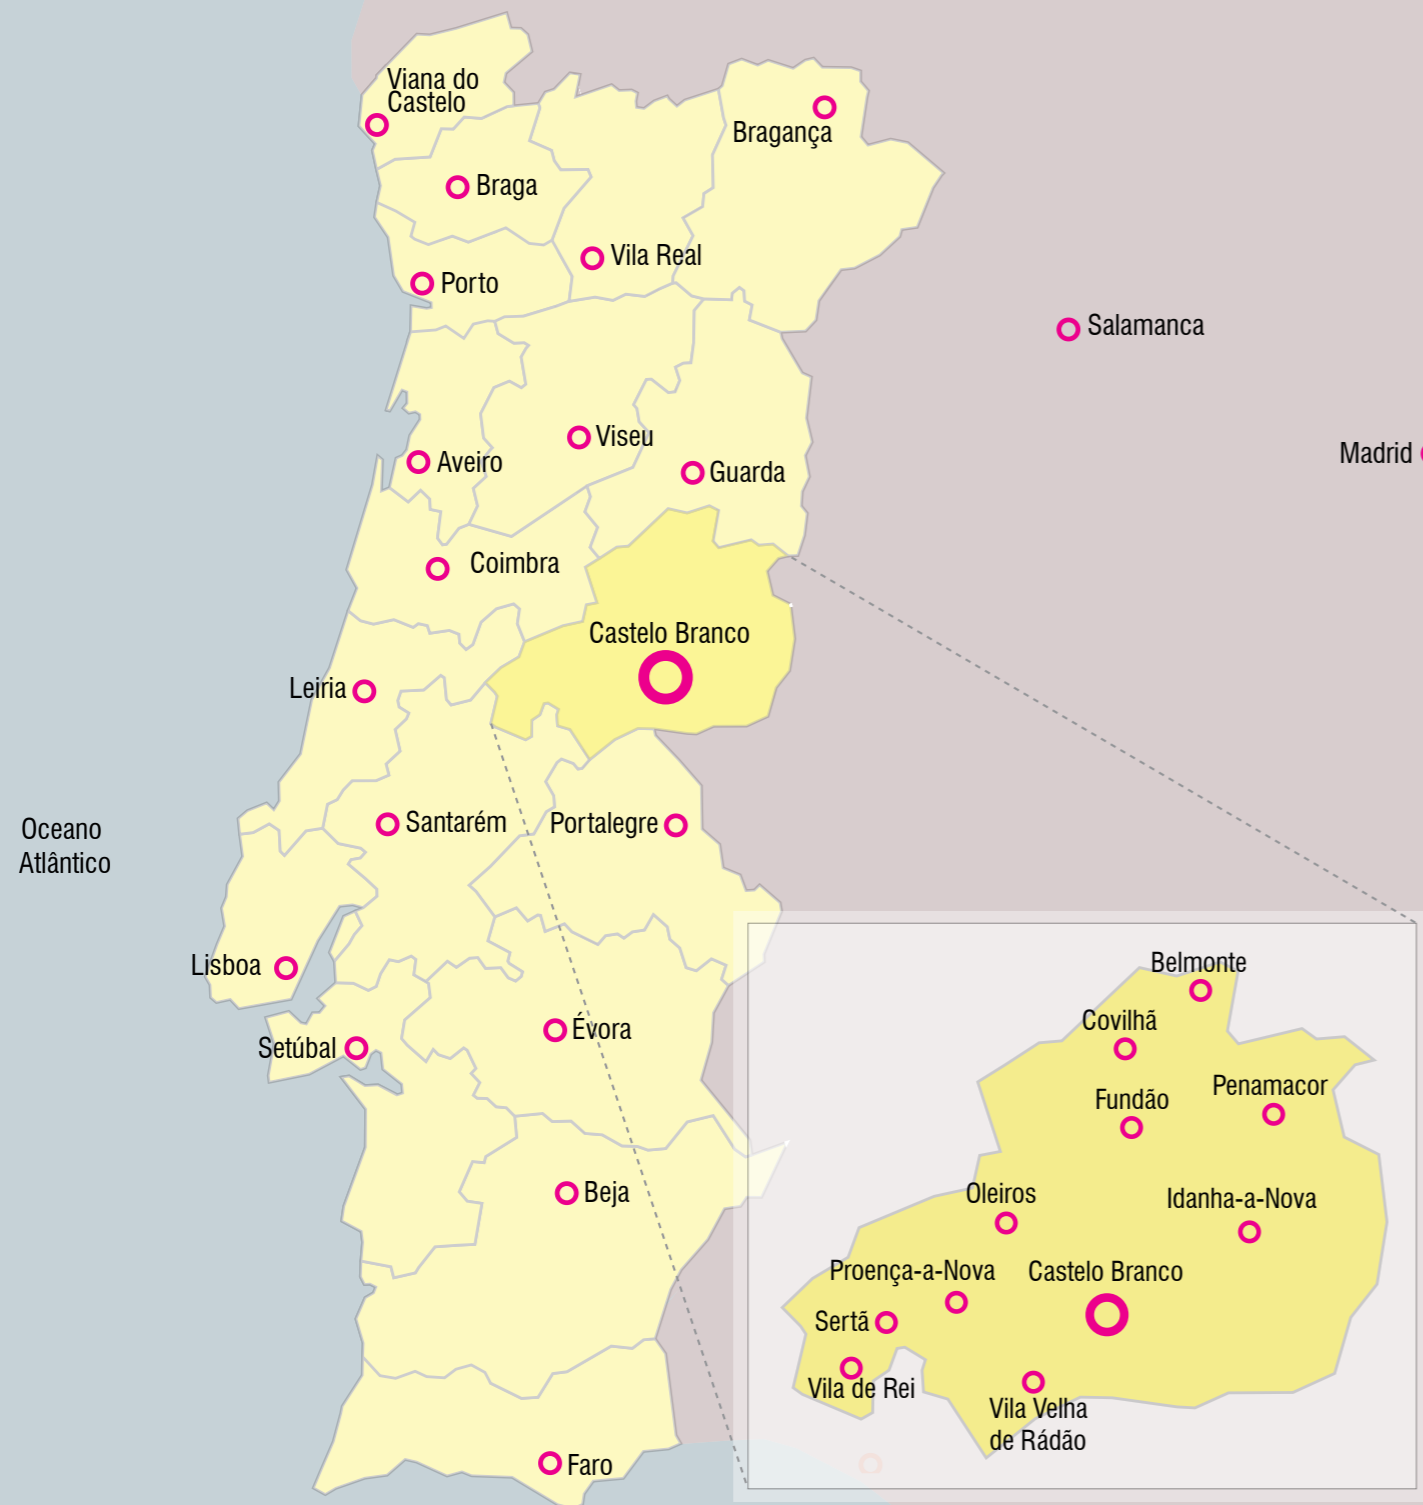 Viana do
Castelo
Bragança
Braga
Vila Real
Porto
Salamanca
Viseu
Madrid
Aveiro
Guarda
Coimbra
Castelo Branco
Leiria
Santarém
Portalegre
Oceano
Atlântico
Lisboa
Setúbal
Évora
Beja
Faro
Belmonte
Covilhã
Penamacor
Fundão
Oleiros
Idanha-a-Nova
Proença-a-Nova
Castelo Branco
Sertã
Vila de Rei
Vila Velha
de Rádão